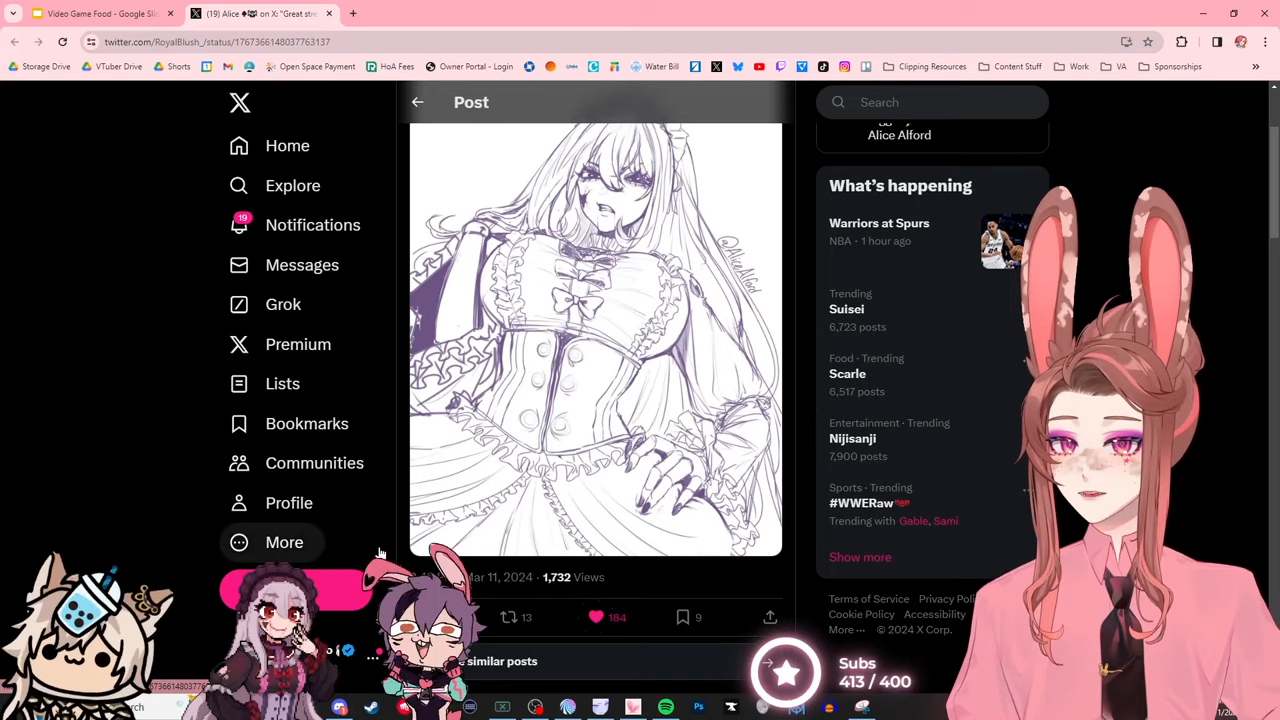 Video Game Food - Google Sli
(19) Alice ♦ on X: "Great stre
twitter.com/RoyalBlush_/status/1767366148037763137
Storage Drive
VTuber Drive
Shorts
Open Space Payment
HoA Fees
Owner Portal - Login
Water Bill
Clipping Resources
Content Stuff
Work
VA
Sponsorships
Post
Search
Alice Alford
Home
Explore
19
Notifications
Messages
Grok
Premium
Lists
Bookmarks
Communities
Profile
More
@AliceAlford
What's happening
Warriors at Spurs
NBA · 1 hour ago
Trending
Suisei
6,723 posts
Food · Trending
Scarle
6,517 posts
Entertainment · Trending
Nijisanji
7,900 posts
Sports · Trending
#WWERaw
Trending with Gable, Sami
Show more
Terms of Service Privacy Poli
Cookie Policy Accessibility
More ··· © 2024 X Corp.
Mar 11, 2024 · 1,732 Views
13
184
9
similar posts
Subs
413 / 400